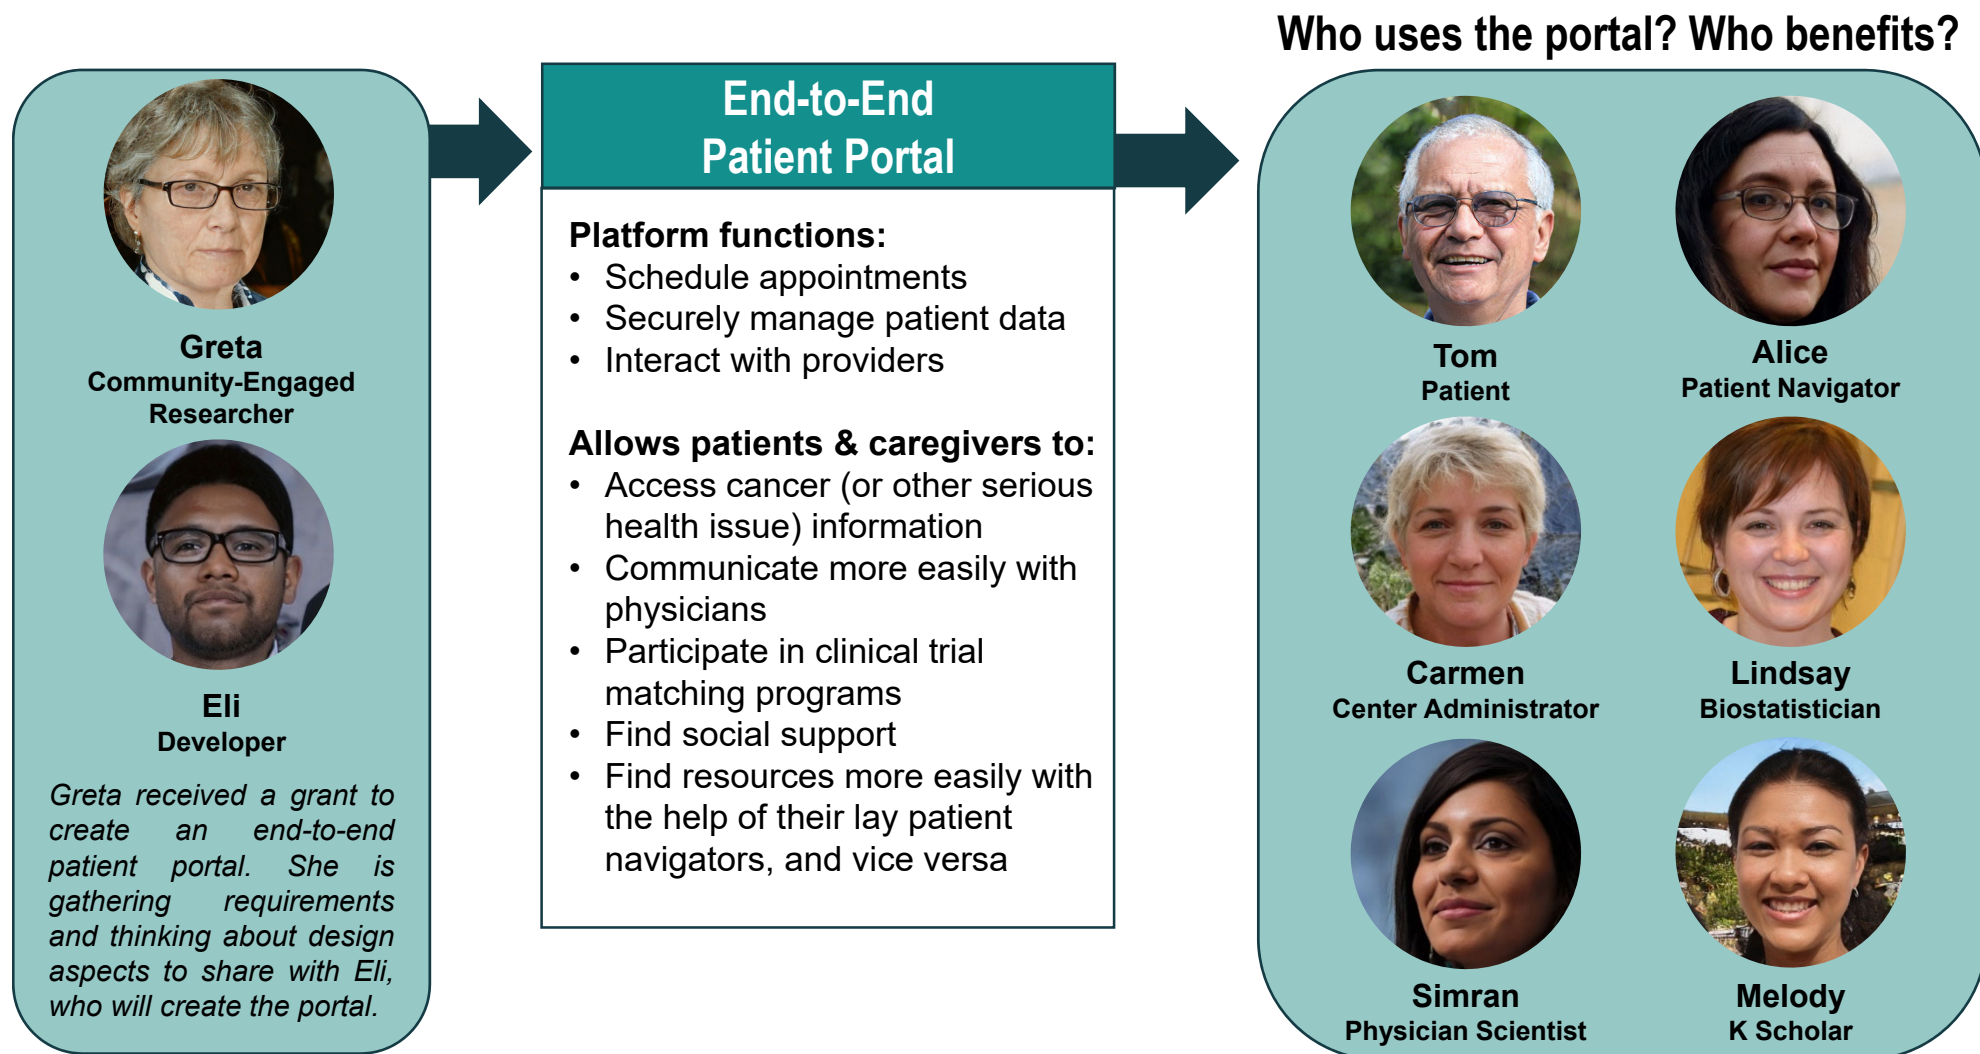 Who uses the portal? Who benefits?
Greta
Community-Engaged
Researcher
Eli
Developer
Greta received a grant to
create an end-to-end
patient portal. She is
gathering requirements
and thinking about design
aspects to share with Eli,
who will create the portal.
End-to-End
Patient Portal
Platform functions:
• Schedule appointments
• Securely manage patient data
• Interact with providers
Allows patients & caregivers to:
• Access cancer (or other serious
health issue) information
• Communicate more easily with
physicians
• Participate in clinical trial
matching programs
• Find social support
• Find resources more easily with
the help of their lay patient
navigators, and vice versa
Tom
Patient
Alice
Patient Navigator
Carmen
Center Administrator
Lindsay
Biostatistician
Simran
Physician Scientist
Melody
K Scholar